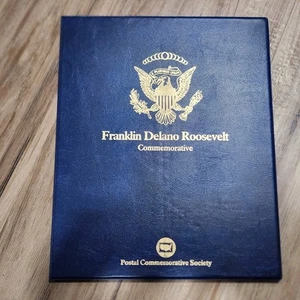 Franklin Delano Roosevelt
Commemorative
Postal Commemorative Society